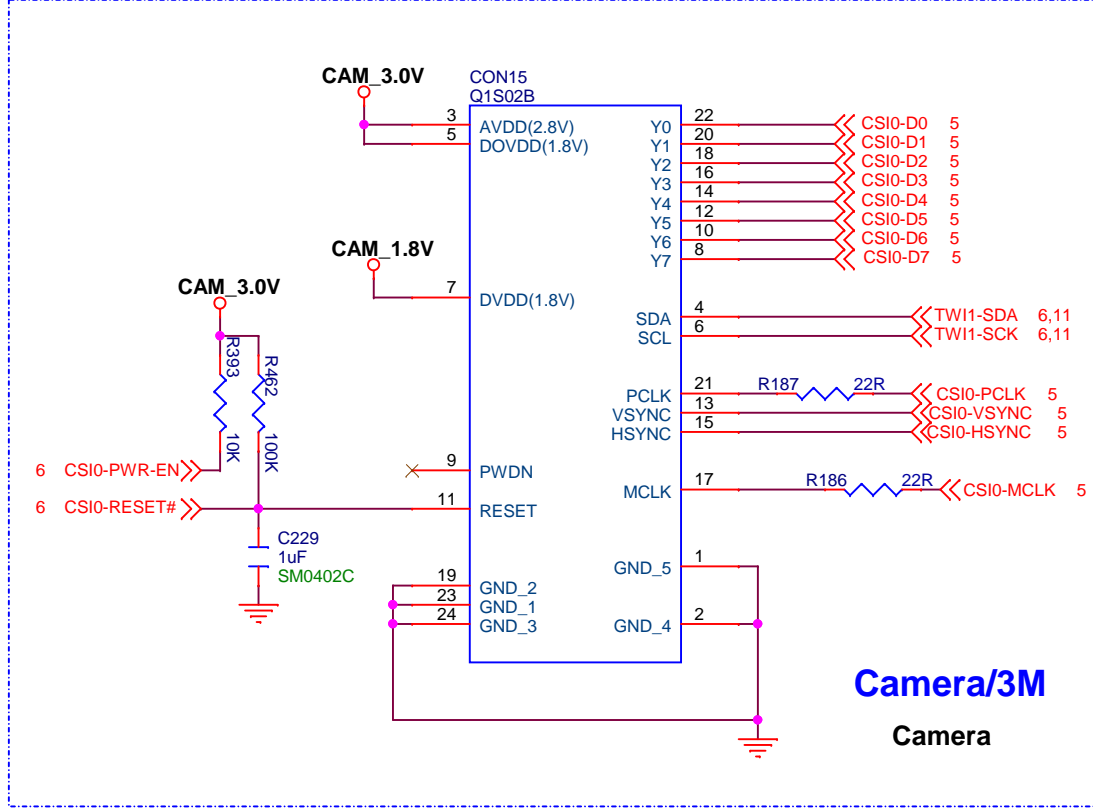 CAM_3.0V
CON15
Q1S02B
3 AVDD(2.8V)
5 DOVDD(1.8V)
Y0 22 CSI0-D0 5
Y1 20 CSI0-D1 5
Y2 18 CSI0-D2 5
Y3 16 CSI0-D3 5
Y4 14 CSI0-D4 5
Y5 12 CSI0-D5 5
Y6 10 CSI0-D6 5
Y7 8 CSI0-D7 5
CAM_1.8V
7 DVDD(1.8V)
CAM_3.0V
SDA 4 TWI1-SDA 6,11
SCL 6 TWI1-SCK 6,11
R393
10K
R462
100K
PCLK 21 R187 22R CSI0-PCLK 5
VSYNC 13 CSI0-VSYNC 5
HSYNC 15 CSI0-HSYNC 5
6 CSI0-PWR-EN
9 PWDN
MCLK 17 R186 22R CSI0-MCLK 5
6 CSI0-RESET#
11 RESET
C229
1uF
SM0402C
19 GND_2
23 GND_1
24 GND_3
GND_5 1
GND_4 2
Camera/3M
Camera